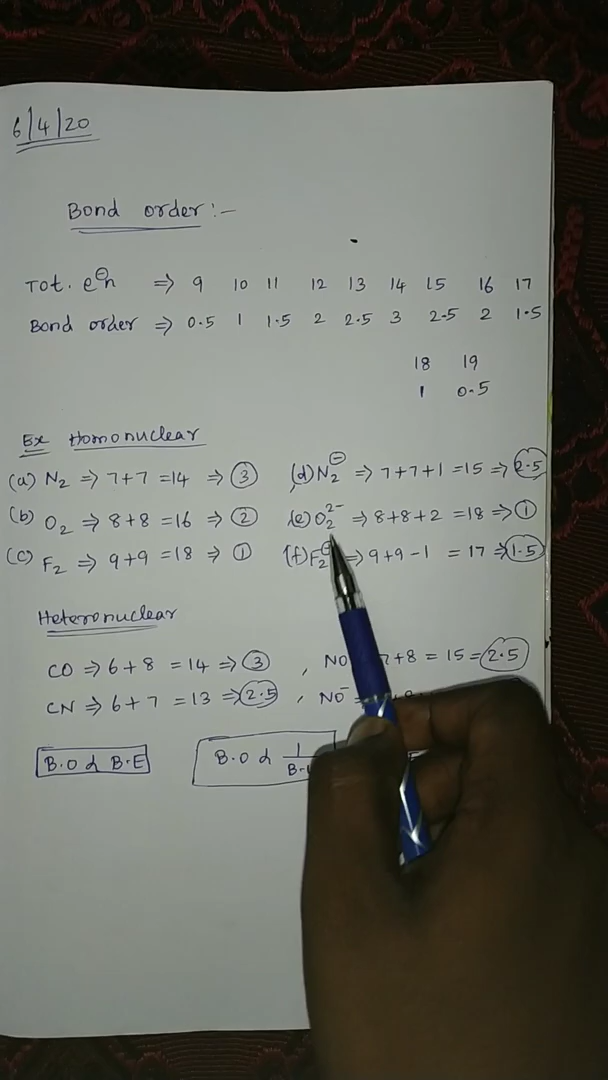 6/4/20
Bond order :-
Tot. e⊖n ⇒ 9 10 11 12 13 14 15 16 17
Bond order ⇒ 0.5 1 1.5 2 2.5 3 2.5 2 1.5
18 19
1 0.5
Ex Homonuclear
(a) N₂ ⇒ 7+7 = 14 ⇒ ③ (d) N₂⊖ ⇒ 7+7+1 = 15 ⇒ 2.5
(b) O₂ ⇒ 8+8 = 16 ⇒ ② (e) O₂²⁻ ⇒ 8+8+2 = 18 ⇒ ①
(c) F₂ ⇒ 9+9 = 18 ⇒ ① (f) F₂ ⇒ 9+9-1 = 17 ⇒ 1.5
Heteronuclear
CO ⇒ 6+8 = 14 ⇒ ③ , NO 7+8 = 15 = 2.5
CN ⇒ 6+7 = 13 ⇒ 2.5 , NO⁻ =
B.O α B.E B.O α 1/B.